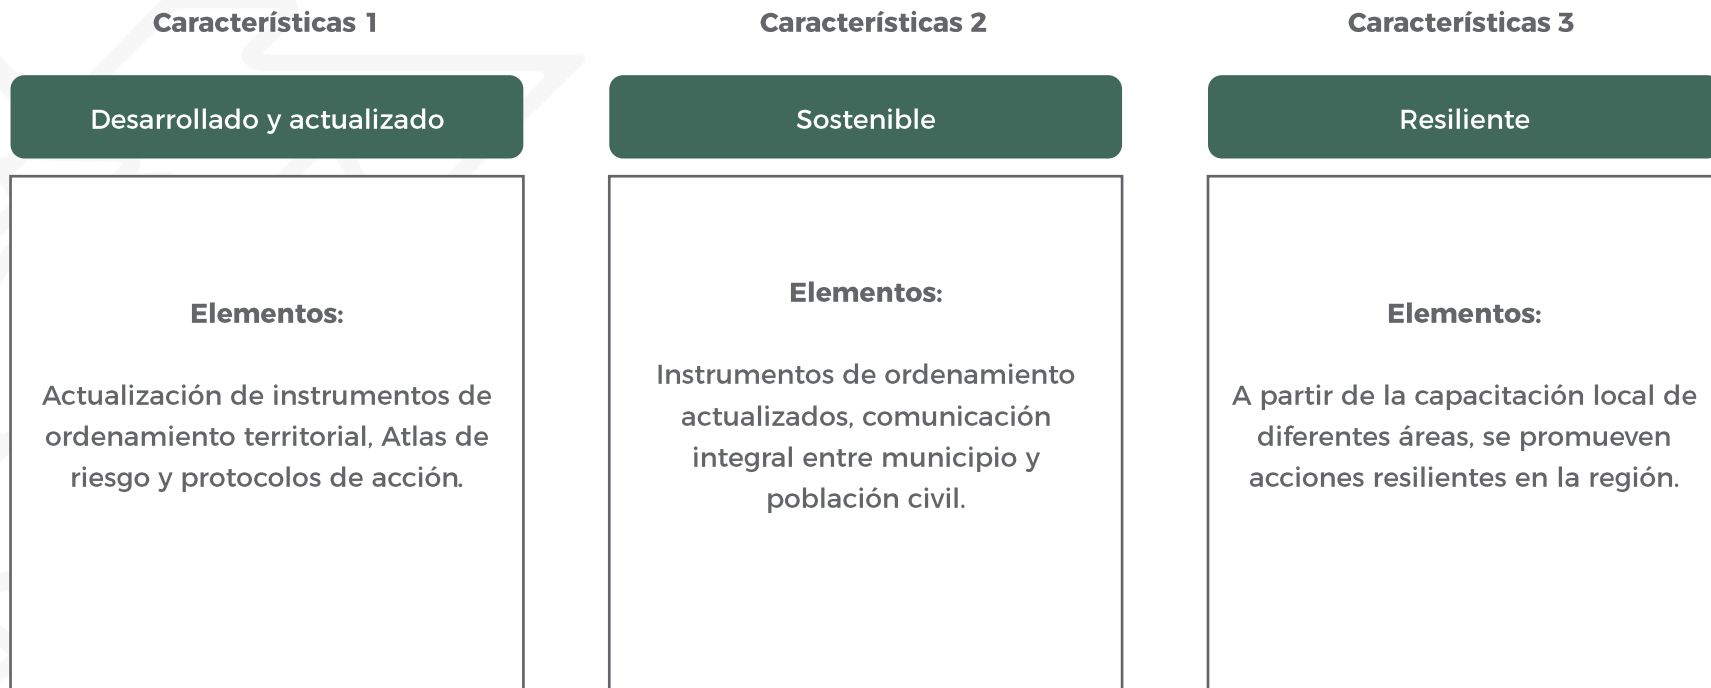 Características 1
Desarrollado y actualizado
Elementos:
Actualización de instrumentos de
ordenamiento territorial, Atlas de
riesgo y protocolos de acción.
Características 2
Sostenible
Elementos:
Instrumentos de ordenamiento
actualizados, comunicación
integral entre municipio y
población civil.
Características 3
Resiliente
Elementos:
A partir de la capacitación local de
diferentes áreas, se promueven
acciones resilientes en la región.